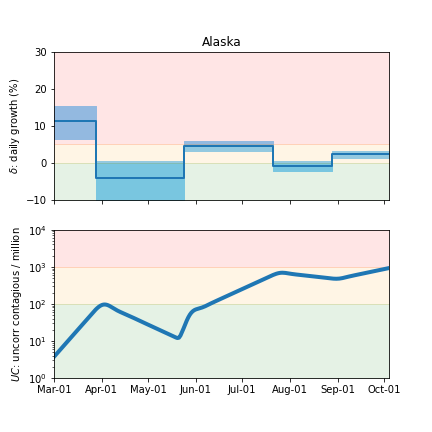 Alaska
δ: daily growth (%)
30
20
10
0
−10
UC: uncorr contagious / million
10⁴
10³
10²
10¹
10⁰
Mar-01 Apr-01 May-01 Jun-01 Jul-01 Aug-01 Sep-01 Oct-01